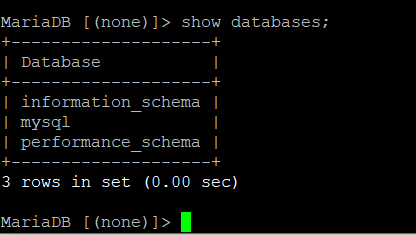 MariaDB [(none)]> show databases;
+--------------------+
| Database           |
+--------------------+
| information_schema |
| mysql              |
| performance_schema |
+--------------------+
3 rows in set (0.00 sec)
MariaDB [(none)]>